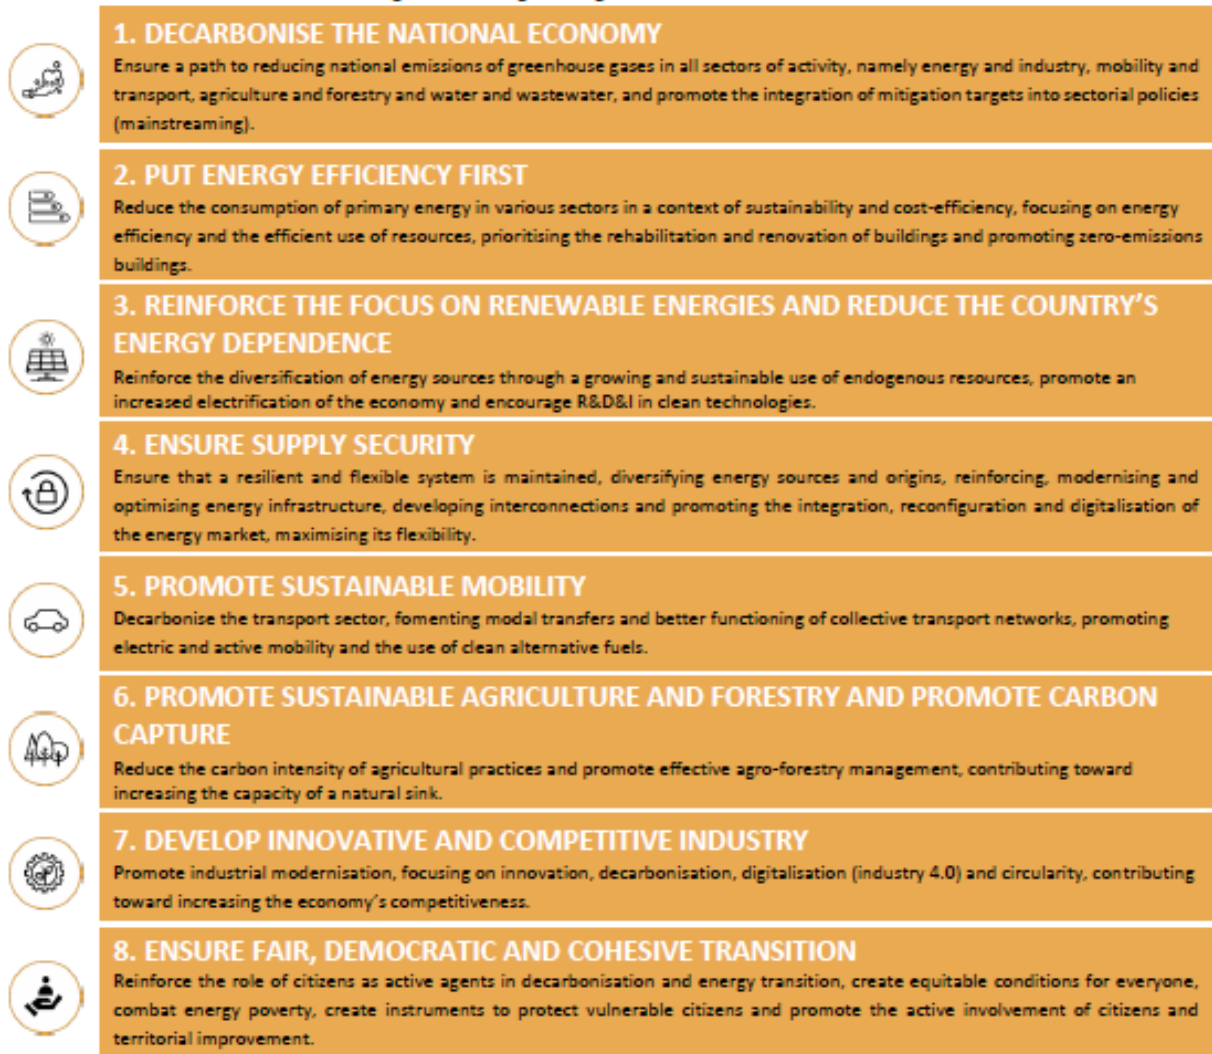 1. DECARBONISE THE NATIONAL ECONOMY
Ensure a path to reducing national emissions of greenhouse gases in all sectors of activity, namely energy and industry, mobility and
transport, agriculture and forestry and water and wastewater, and promote the integration of mitigation targets into sectorial policies
(mainstreaming).
2. PUT ENERGY EFFICIENCY FIRST
Reduce the consumption of primary energy in various sectors in a context of sustainability and cost-efficiency, focusing on energy
efficiency and the efficient use of resources, prioritising the rehabilitation and renovation of buildings and promoting zero-emissions
buildings.
3. REINFORCE THE FOCUS ON RENEWABLE ENERGIES AND REDUCE THE COUNTRY'S
ENERGY DEPENDENCE
Reinforce the diversification of energy sources through a growing and sustainable use of endogenous resources, promote an
increased electrification of the economy and encourage R&D&I in clean technologies.
4. ENSURE SUPPLY SECURITY
Ensure that a resilient and flexible system is maintained, diversifying energy sources and origins, reinforcing, modernising and
optimising energy infrastructure, developing interconnections and promoting the integration, reconfiguration and digitalisation of
the energy market, maximising its flexibility.
5. PROMOTE SUSTAINABLE MOBILITY
Decarbonise the transport sector, fomenting modal transfers and better functioning of collective transport networks, promoting
electric and active mobility and the use of clean alternative fuels.
6. PROMOTE SUSTAINABLE AGRICULTURE AND FORESTRY AND PROMOTE CARBON
CAPTURE
Reduce the carbon intensity of agricultural practices and promote effective agro-forestry management, contributing toward
increasing the capacity of a natural sink.
7. DEVELOP INNOVATIVE AND COMPETITIVE INDUSTRY
Promote industrial modernisation, focusing on innovation, decarbonisation, digitalisation (industry 4.0) and circularity, contributing
toward increasing the economy's competitiveness.
8. ENSURE FAIR, DEMOCRATIC AND COHESIVE TRANSITION
Reinforce the role of citizens as active agents in decarbonisation and energy transition, create equitable conditions for everyone,
combat energy poverty, create instruments to protect vulnerable citizens and promote the active involvement of citizens and
territorial improvement.